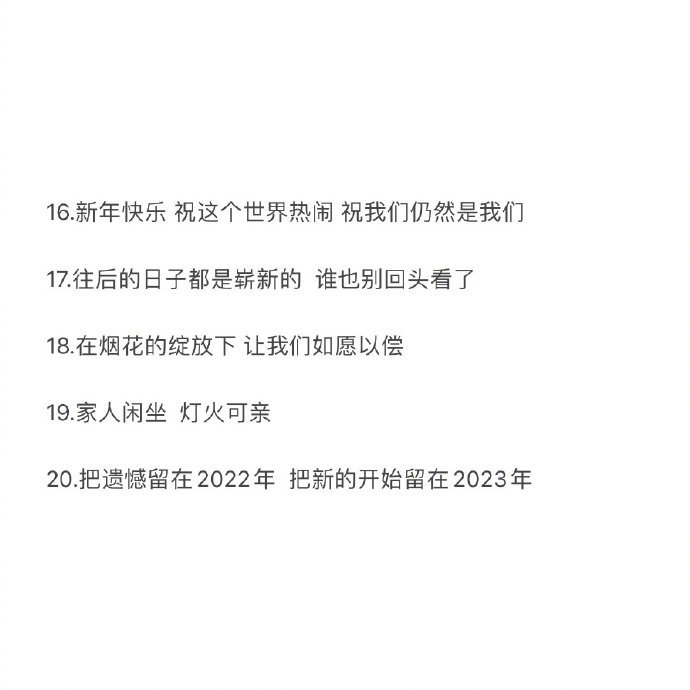 16.新年快乐 祝这个世界热闹 祝我们仍然是我们
17.往后的日子都是崭新的 谁也别回头看了
18.在烟花的绽放下 让我们如愿以偿
19.家人闲坐 灯火可亲
20.把遗憾留在2022年 把新的开始留在2023年